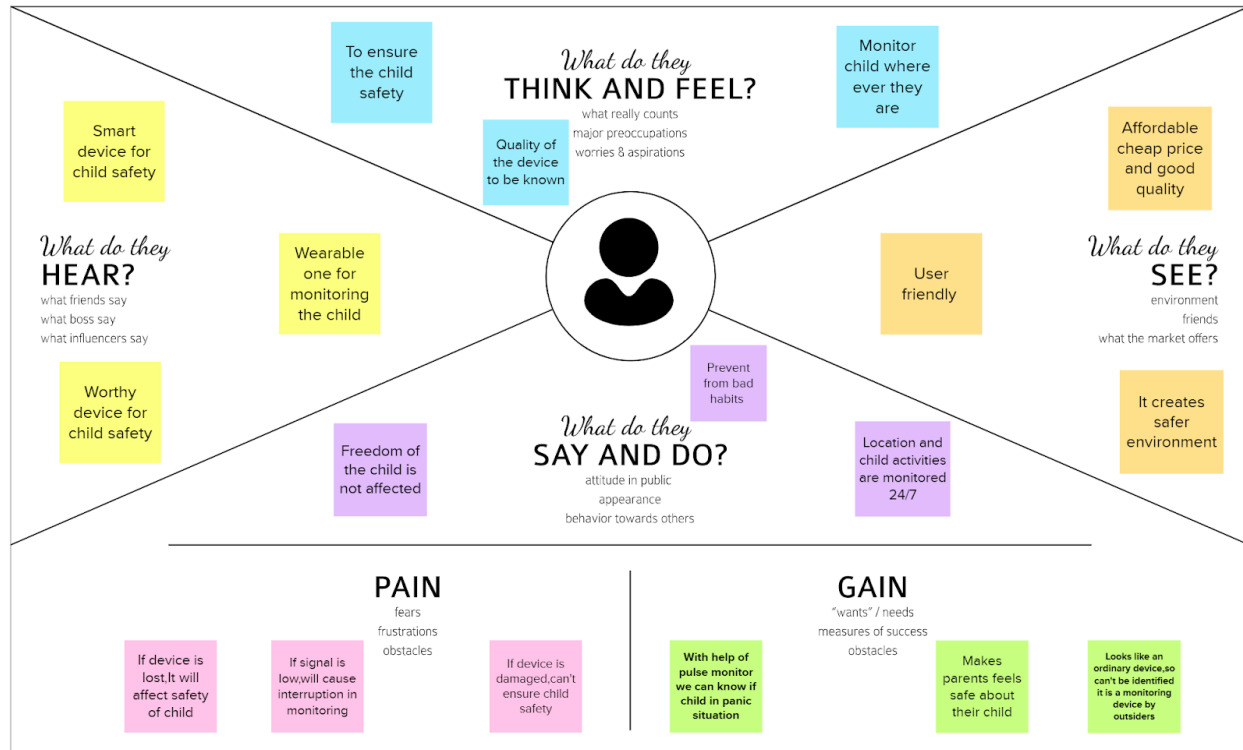 What do they
THINK AND FEEL?
what really counts
major preoccupations
worries & aspirations
To ensure
the child
safety
Quality of
the device
to be known
Monitor
child where
ever they
are
What do they
HEAR?
what friends say
what boss say
what influencers say
Smart
device for
child safety
Wearable
one for
monitoring
the child
Worthy
device for
child safety
What do they
SEE?
environment
friends
what the market offers
Affordable
cheap price
and good
quality
User
friendly
It creates
safer
environment
What do they
SAY AND DO?
attitude in public
appearance
behavior towards others
Prevent
from bad
habits
Freedom of
the child is
not affected
Location and
child activities
are monitored
24/7
PAIN
fears
frustrations
obstacles
If device is
lost,It will
affect safety
of child
If signal is
low,will cause
interruption in
monitoring
If device is
damaged,can't
ensure child
safety
GAIN
"wants" / needs
measures of success
obstacles
With help of
pulse monitor
we can know if
child in panic
situation
Makes
parents feels
safe about
their child
Looks like an
ordinary device,so
can't be identified
it is a monitoring
device by
outsiders